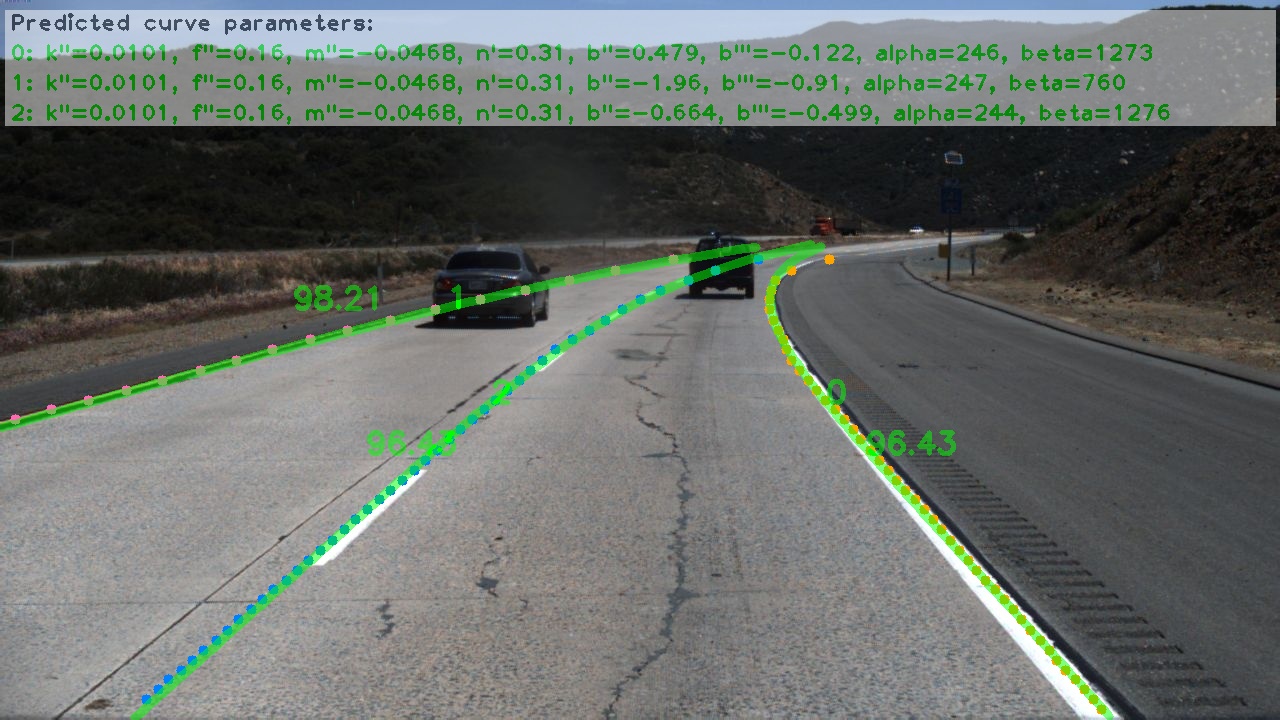 Predicted curve parameters:
0: k"=0.0101, f"=0.16, m"=-0.0468, n'=0.31, b"=0.479, b'''=-0.122, alpha=246, beta=1273
1: k"=0.0101, f"=0.16, m"=-0.0468, n'=0.31, b"=-1.96, b'''=-0.91, alpha=247, beta=760
2: k"=0.0101, f"=0.16, m"=-0.0468, n'=0.31, b"=-0.664, b'''=-0.499, alpha=244, beta=1276
98.21
1
2
0
96.43
96.43